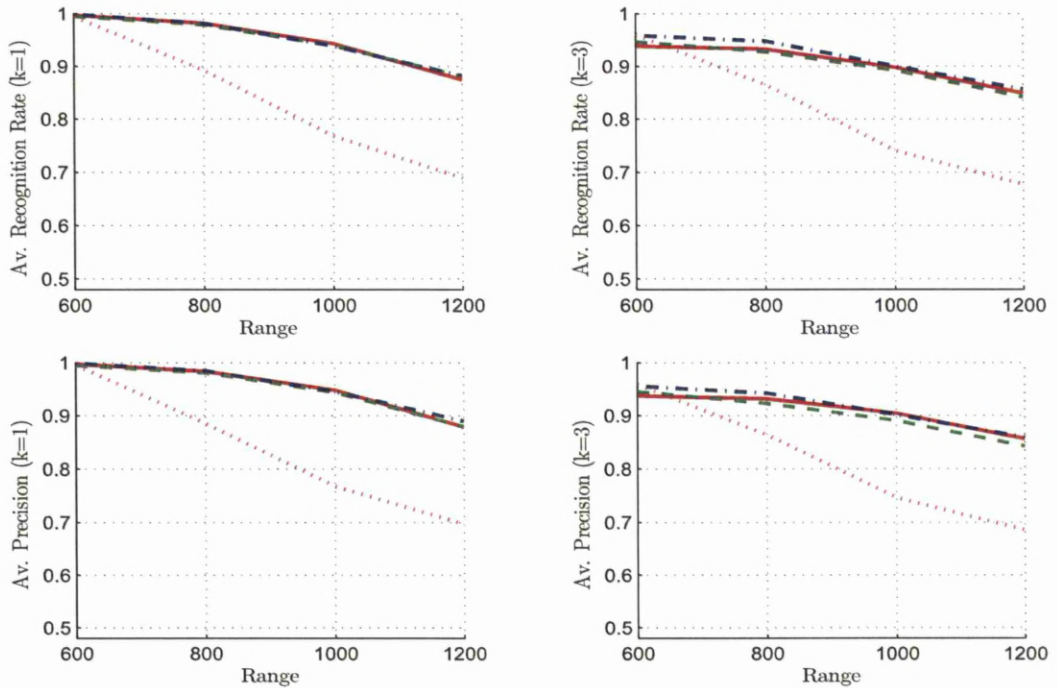 Av. Recognition Rate (k=1)
1
0.9
0.8
0.7
0.6
0.5
600 800 1000 1200
Range
Av. Recognition Rate (k=3)
1
0.9
0.8
0.7
0.6
0.5
600 800 1000 1200
Range
Av. Precision (k=1)
1
0.9
0.8
0.7
0.6
0.5
600 800 1000 1200
Range
Av. Precision (k=3)
1
0.9
0.8
0.7
0.6
0.5
600 800 1000 1200
Range